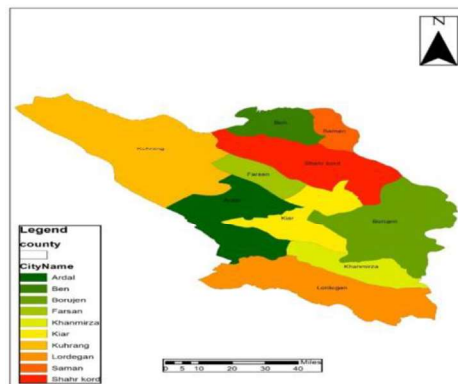 N
Ben
Saman
Kuhrang
Shahr kord
Farsan
Ardal
Kiar
Borujen
Khanmirza
Lordegan
Legend
county
CityName
Ardal
Ben
Borujen
Farsan
Khanmirza
Kiar
Kuhrang
Lordegan
Saman
Shahr kord
Miles
0 5 10 20 30 40